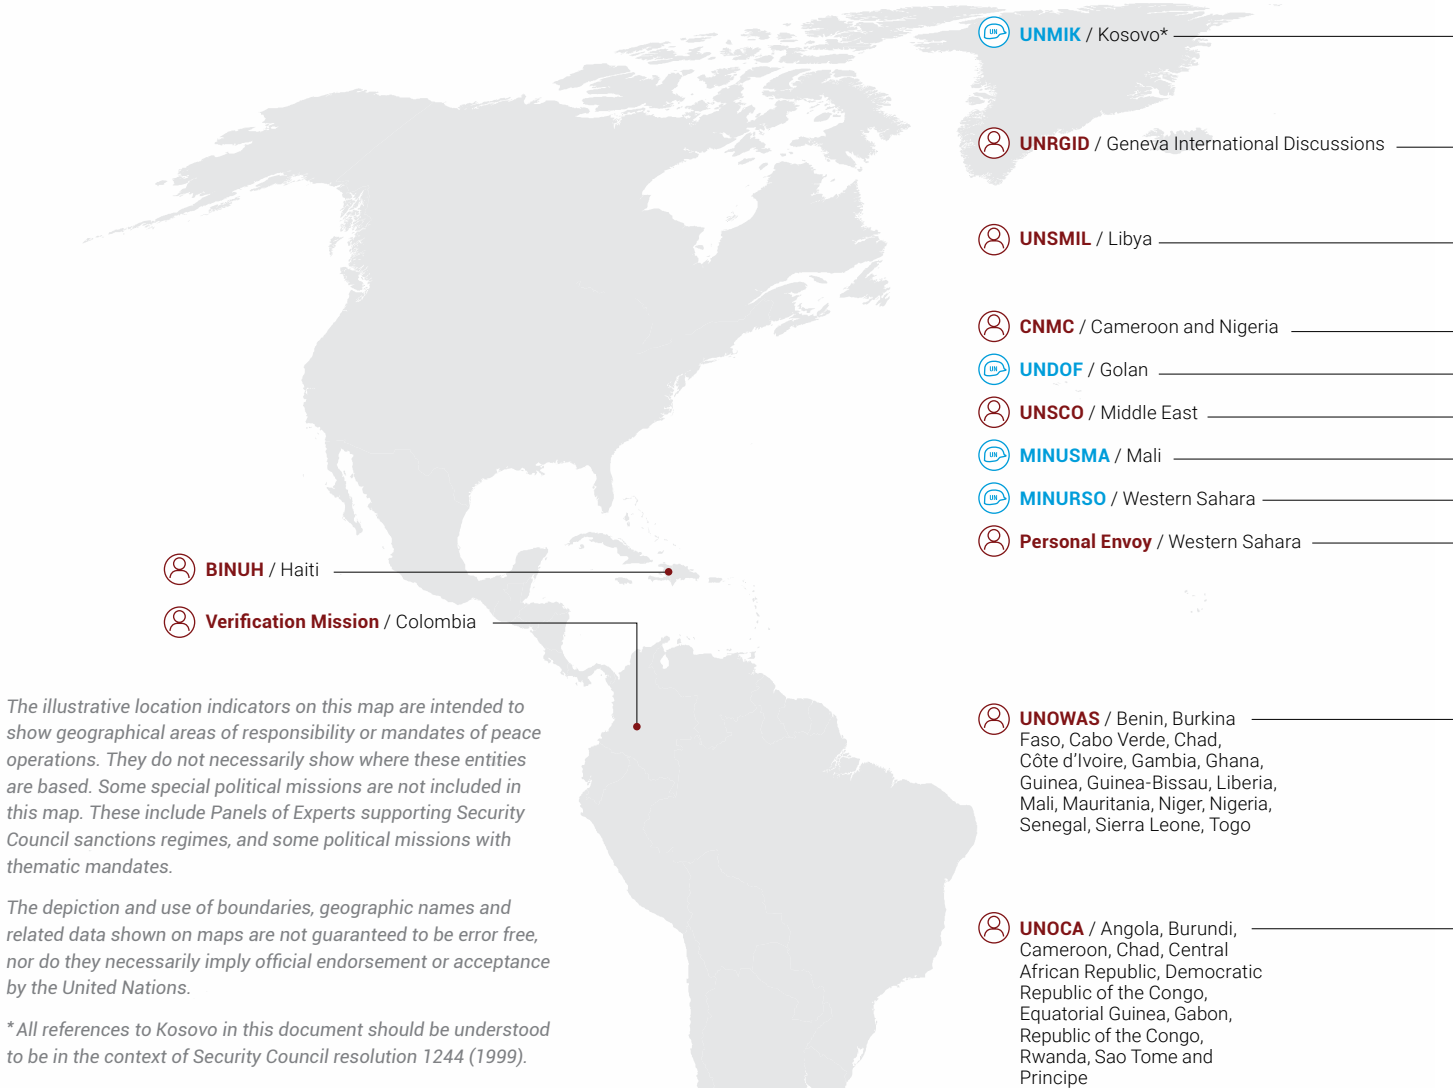 UNMIK / Kosovo*
UNRGID / Geneva International Discussions
UNSMIL / Libya
CNMC / Cameroon and Nigeria
UNDOF / Golan
UNSCO / Middle East
MINUSMA / Mali
MINURSO / Western Sahara
Personal Envoy / Western Sahara
BINUH / Haiti
Verification Mission / Colombia
The illustrative location indicators on this map are intended to
show geographical areas of responsibility or mandates of peace
operations. They do not necessarily show where these entities
are based. Some special political missions are not included in
this map. These include Panels of Experts supporting Security
Council sanctions regimes, and some political missions with
thematic mandates.
The depiction and use of boundaries, geographic names and
related data shown on maps are not guaranteed to be error free,
nor do they necessarily imply official endorsement or acceptance
by the United Nations.
* All references to Kosovo in this document should be understood
to be in the context of Security Council resolution 1244 (1999).
UNOWAS / Benin, Burkina
Faso, Cabo Verde, Chad,
Côte d'Ivoire, Gambia, Ghana,
Guinea, Guinea-Bissau, Liberia,
Mali, Mauritania, Niger, Nigeria,
Senegal, Sierra Leone, Togo
UNOCA / Angola, Burundi,
Cameroon, Chad, Central
African Republic, Democratic
Republic of the Congo,
Equatorial Guinea, Gabon,
Republic of the Congo,
Rwanda, Sao Tome and
Principe
UN
UN
UN
UN